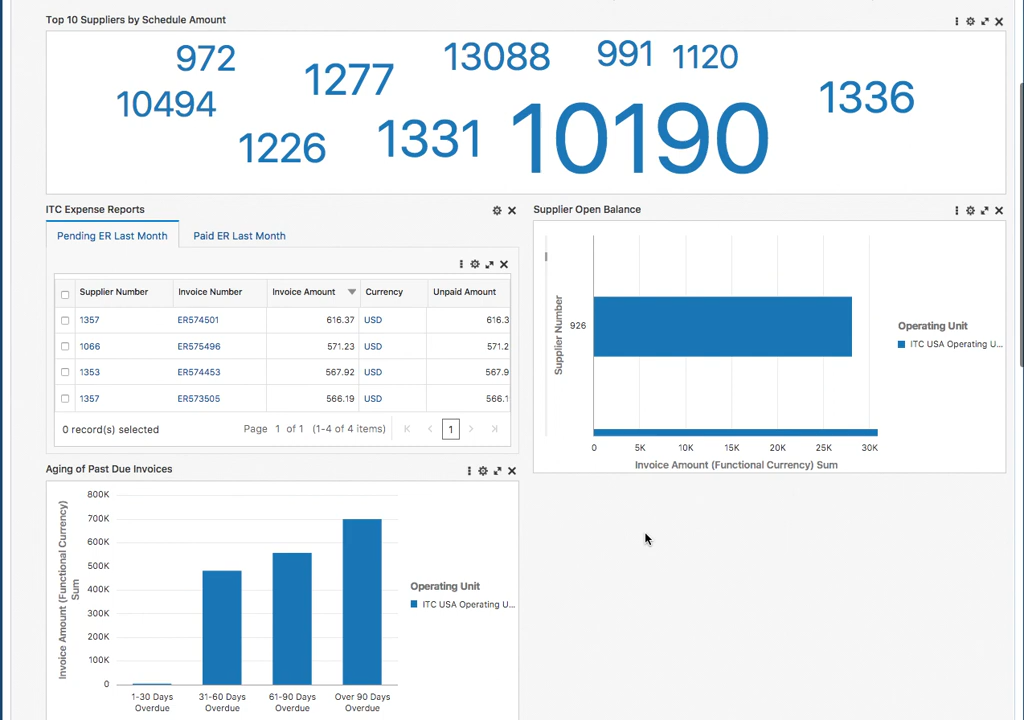 Top 10 Suppliers by Schedule Amount
972
1277
13088
991
1120
10494
1226
1331
10190
1336
ITC Expense Reports
Pending ER Last Month
Paid ER Last Month
Supplier Number Invoice Number Invoice Amount Currency Unpaid Amount
1357 ER574501 616.37 USD 616.3
1066 ER575496 571.23 USD 571.2
1353 ER574453 567.92 USD 567.9
1357 ER573505 566.19 USD 566.1
0 record(s) selected Page 1 of 1 (1-4 of 4 items) 1
Supplier Open Balance
Supplier Number
926
0 5K 10K 15K 20K 25K 30K
Invoice Amount (Functional Currency) Sum
Operating Unit
ITC USA Operating U...
Aging of Past Due Invoices
Invoice Amount (Functional Currency)
Sum
800K
700K
600K
500K
400K
300K
200K
100K
0
1-30 Days
Overdue
31-60 Days
Overdue
61-90 Days
Overdue
Over 90 Days
Overdue
Operating Unit
ITC USA Operating U...